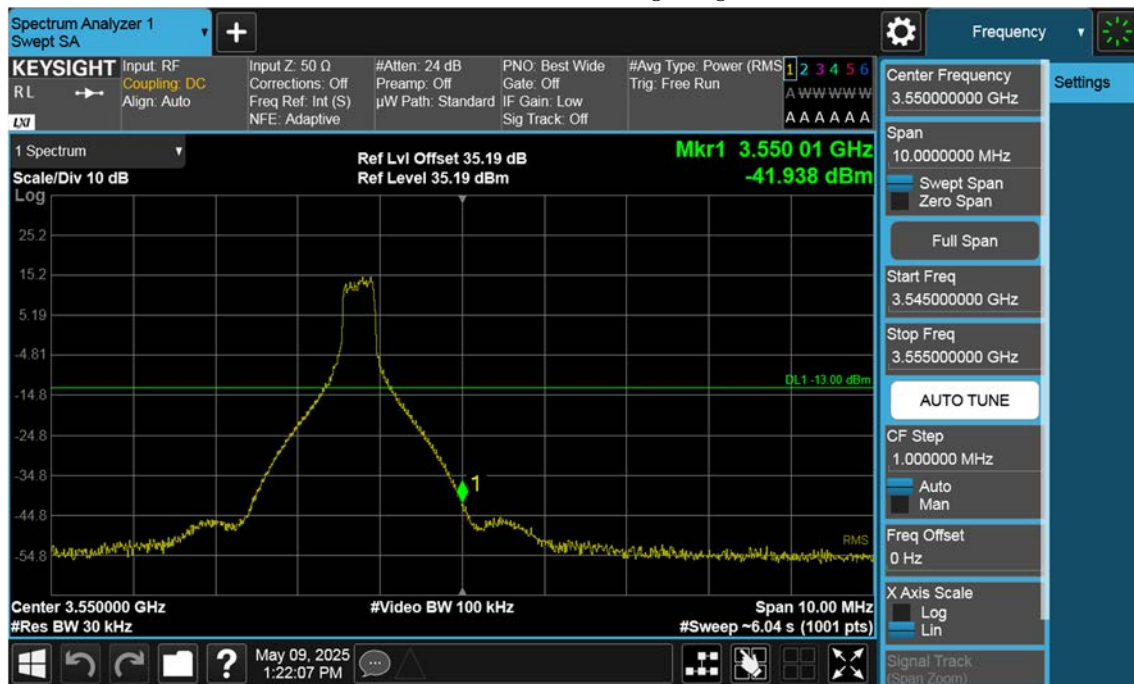 Spectrum Analyzer 1
Swept SA
+
Frequency
KEYSIGHT
RL
LXI
Input: RF
Coupling: DC
Align: Auto
Input Z: 50 Ω
Corrections: Off
Freq Ref: Int (S)
NFE: Adaptive
#Atten: 24 dB
Preamp: Off
µW Path: Standard
PNO: Best Wide
Gate: Off
IF Gain: Low
Sig Track: Off
#Avg Type: Power (RMS
Trig: Free Run
1 2 3 4 5 6
A W W W W W
A A A A A A
1 Spectrum
Scale/Div 10 dB
Ref Lvl Offset 35.19 dB
Ref Level 35.19 dBm
Mkr1 3.550 01 GHz
-41.938 dBm
Log
25.2
15.2
5.19
-4.81
-14.8
-24.8
-34.8
-44.8
-54.8
DL1 -13.00 dBm
1
RMS
Center 3.550000 GHz
#Res BW 30 kHz
#Video BW 100 kHz
Span 10.00 MHz
#Sweep ~6.04 s (1001 pts)
Center Frequency
3.550000000 GHz
Settings
Span
10.0000000 MHz
Swept Span
Zero Span
Full Span
Start Freq
3.545000000 GHz
Stop Freq
3.555000000 GHz
AUTO TUNE
CF Step
1.000000 MHz
Auto
Man
Freq Offset
0 Hz
X Axis Scale
Log
Lin
Signal Track
(Span Zoom)
?
May 09, 2025
1:22:07 PM